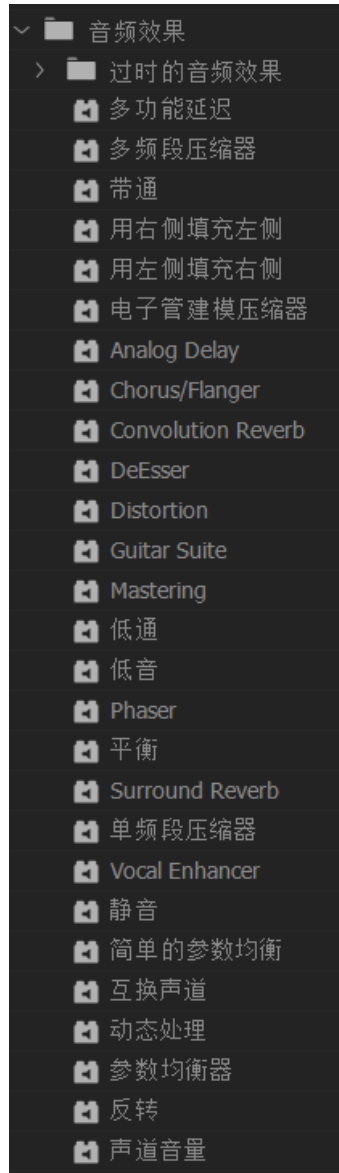 音频效果
过时的音频效果
多功能延迟
多频段压缩器
带通
用右侧填充左侧
用左侧填充右侧
电子管建模压缩器
Analog Delay
Chorus/Flanger
Convolution Reverb
DeEsser
Distortion
Guitar Suite
Mastering
低通
低音
Phaser
平衡
Surround Reverb
单频段压缩器
Vocal Enhancer
静音
简单的参数均衡
互换声道
动态处理
参数均衡器
反转
声道音量